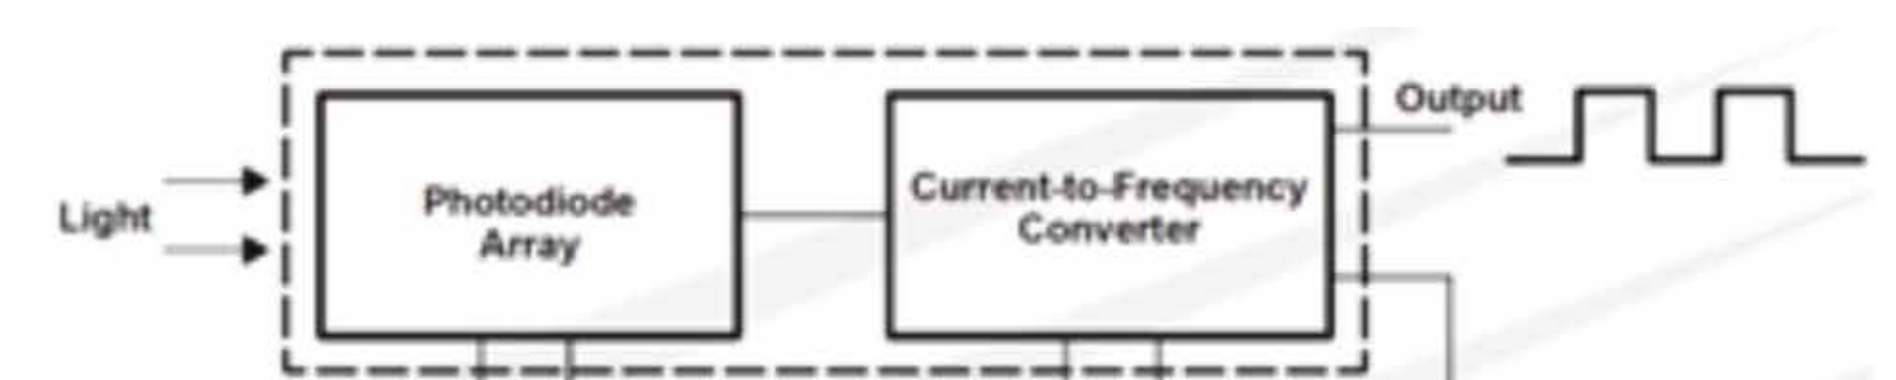 Light
Photodiode
Array
Current-to-Frequency
Converter
Output